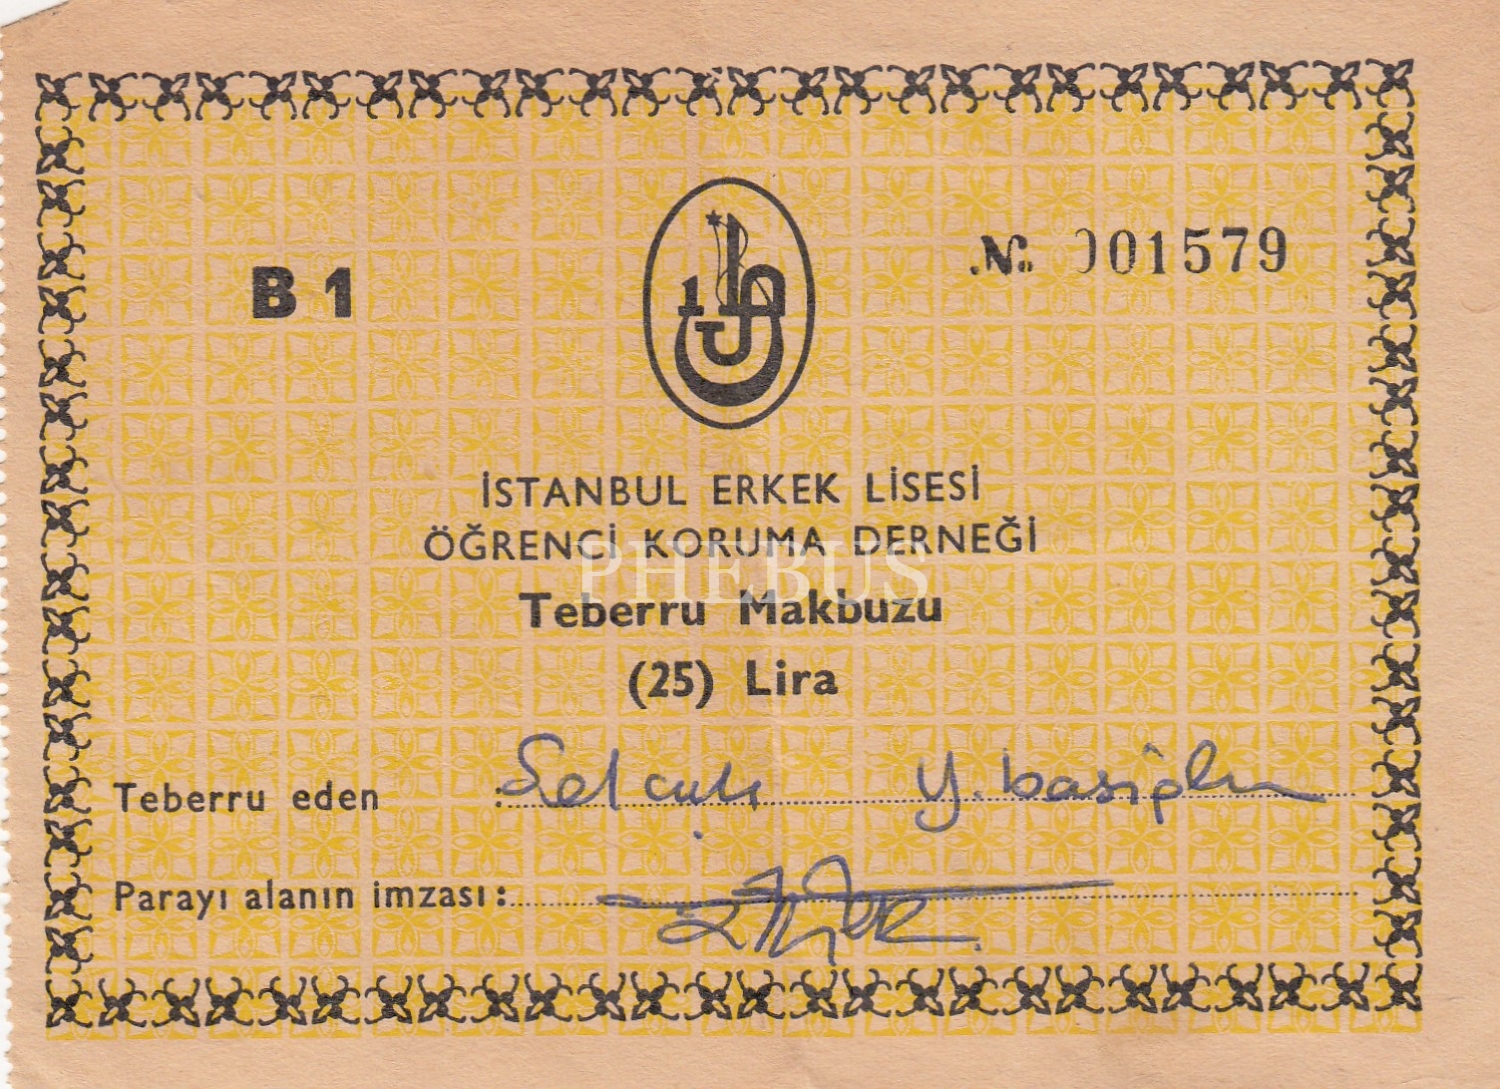 B 1
№ 001579
İSTANBUL ERKEK LİSESİ
ÖĞRENCİ KORUMA DERNEĞİ
PHEBUS
Teberru Makbuzu
(25) Lira
Teberru eden Selçuk Y.
Parayı alanın imzası: